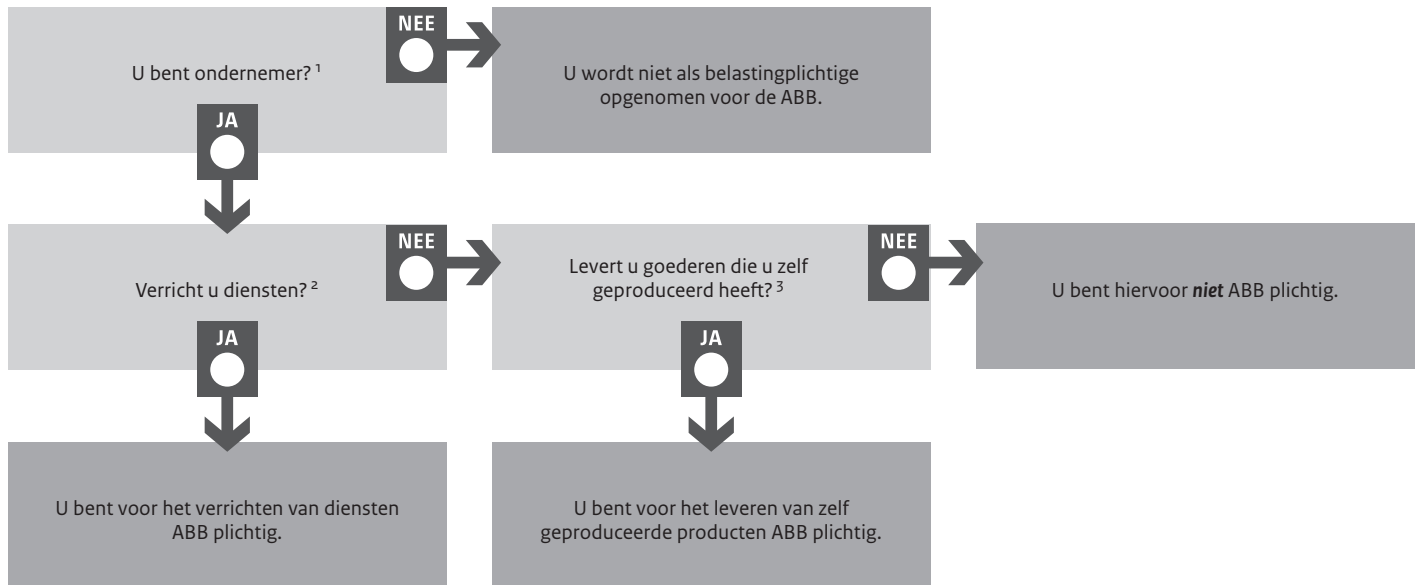 U bent ondernemer? ¹
NEE
JA
U wordt niet als belastingplichtige
opgenomen voor de ABB.
Verricht u diensten? ²
NEE
JA
Levert u goederen die u zelf
geproduceerd heeft? ³
NEE
JA
U bent hiervoor niet ABB plichtig.
U bent voor het verrichten van diensten
ABB plichtig.
U bent voor het leveren van zelf
geproduceerde producten ABB plichtig.